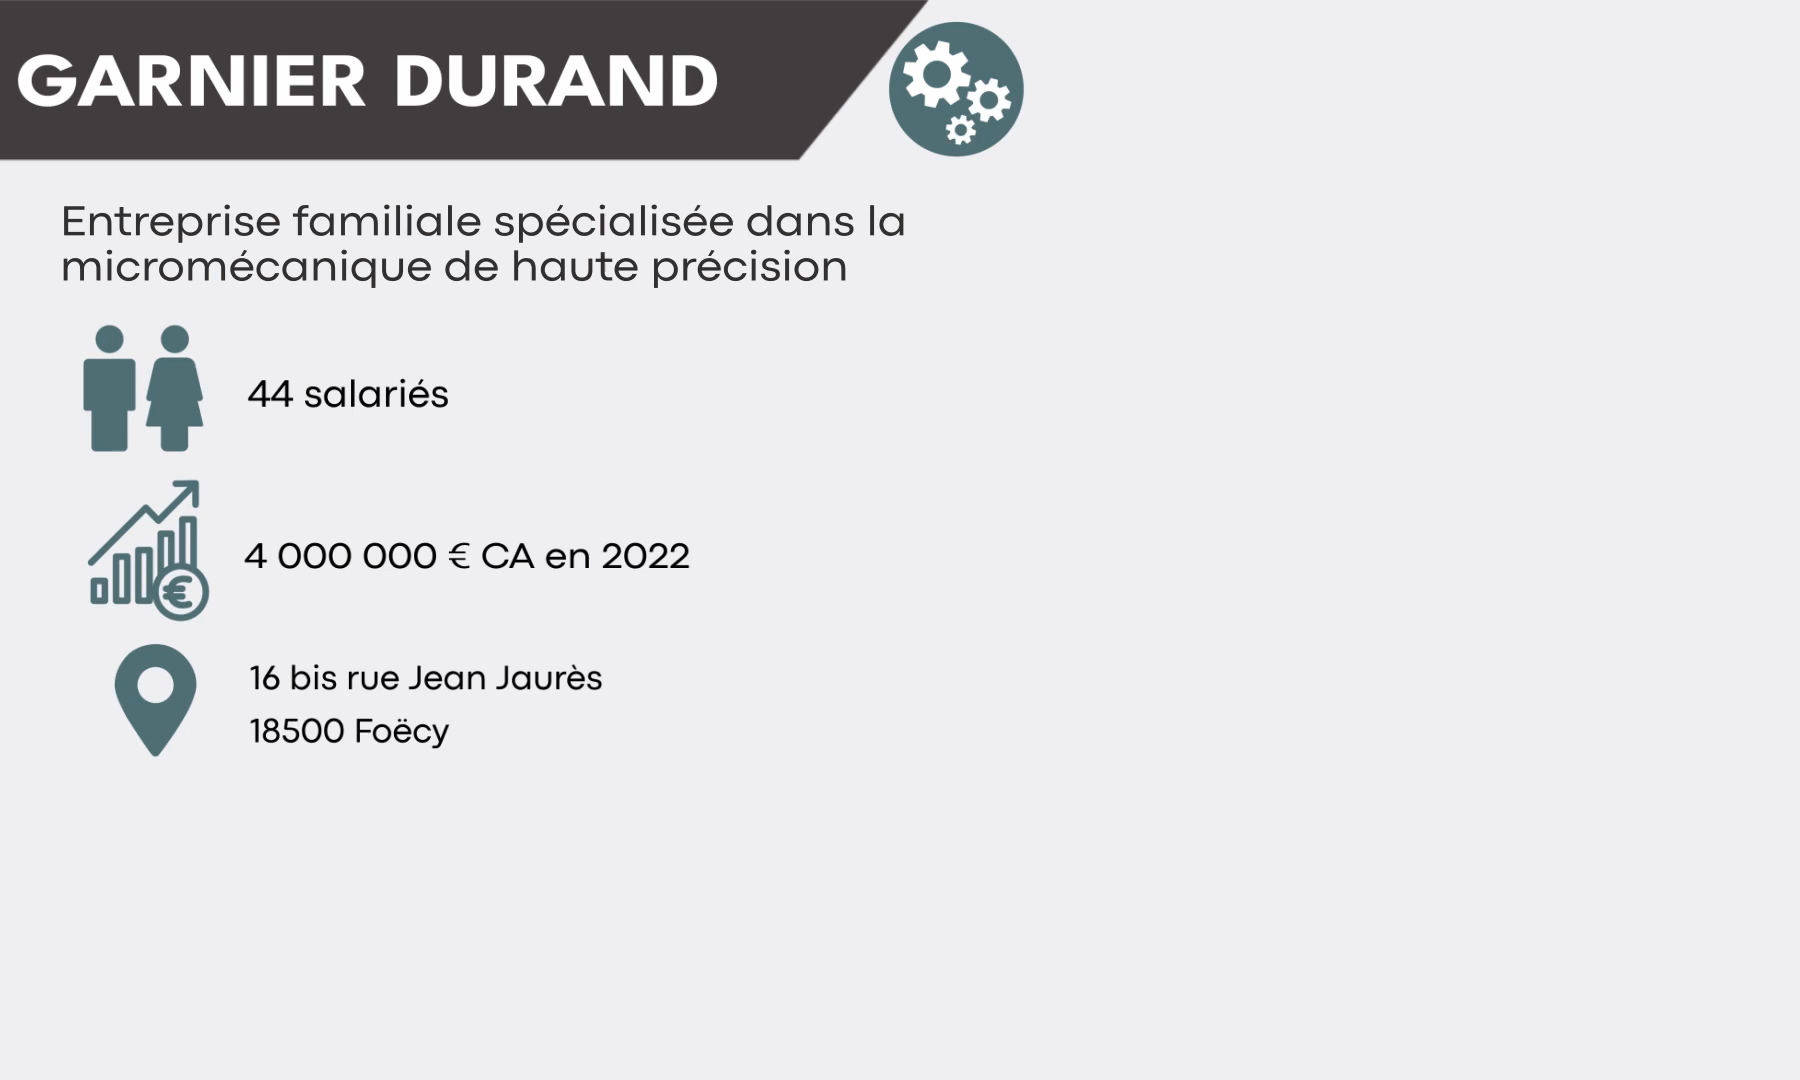 GARNIER DURAND
Entreprise familiale spécialisée dans la
micromécanique de haute précision
44 salariés
4 000 000 € CA en 2022
16 bis rue Jean Jaurès
18500 Foëcy